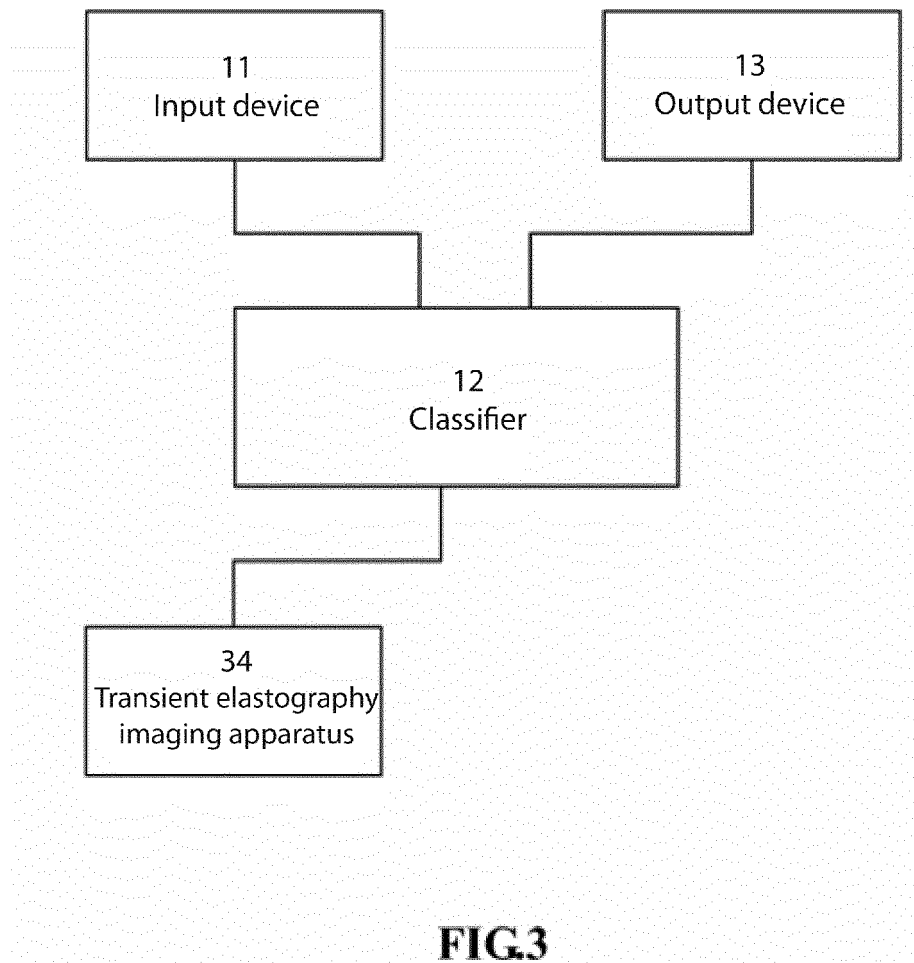 11
Input device
13
Output device
12
Classifier
34
Transient elastography
imaging apparatus
FIG.3